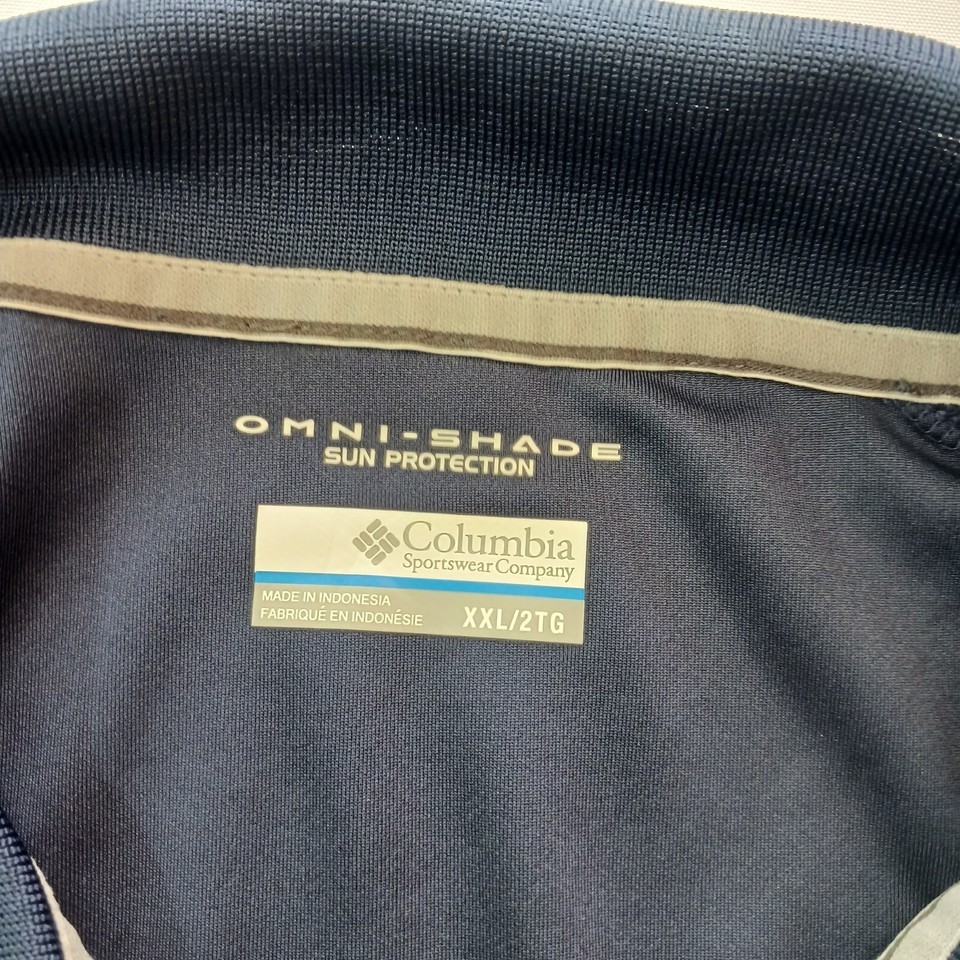 OMNI-SHADE
SUN PROTECTION
Columbia
Sportswear Company
MADE IN INDONESIA
FABRIQUÉ EN INDONÉSIE
XXL/2TG